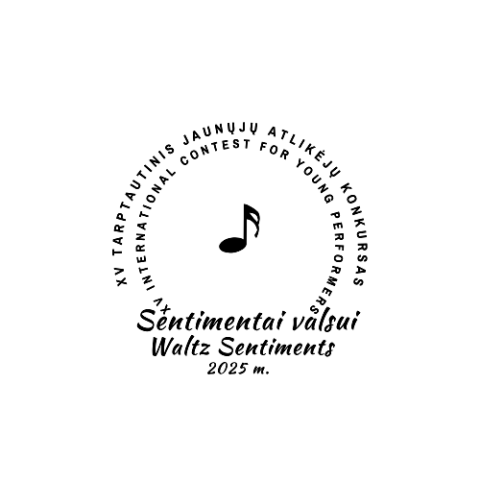 XV TARPTAUTINIS JAUNŲJŲ ATLIKĖJŲ KONKURSAS
XV INTERNATIONAL CONTEST FOR YOUNG PERFORMERS
Sentimentai valsui
Waltz Sentiments
2025 m.